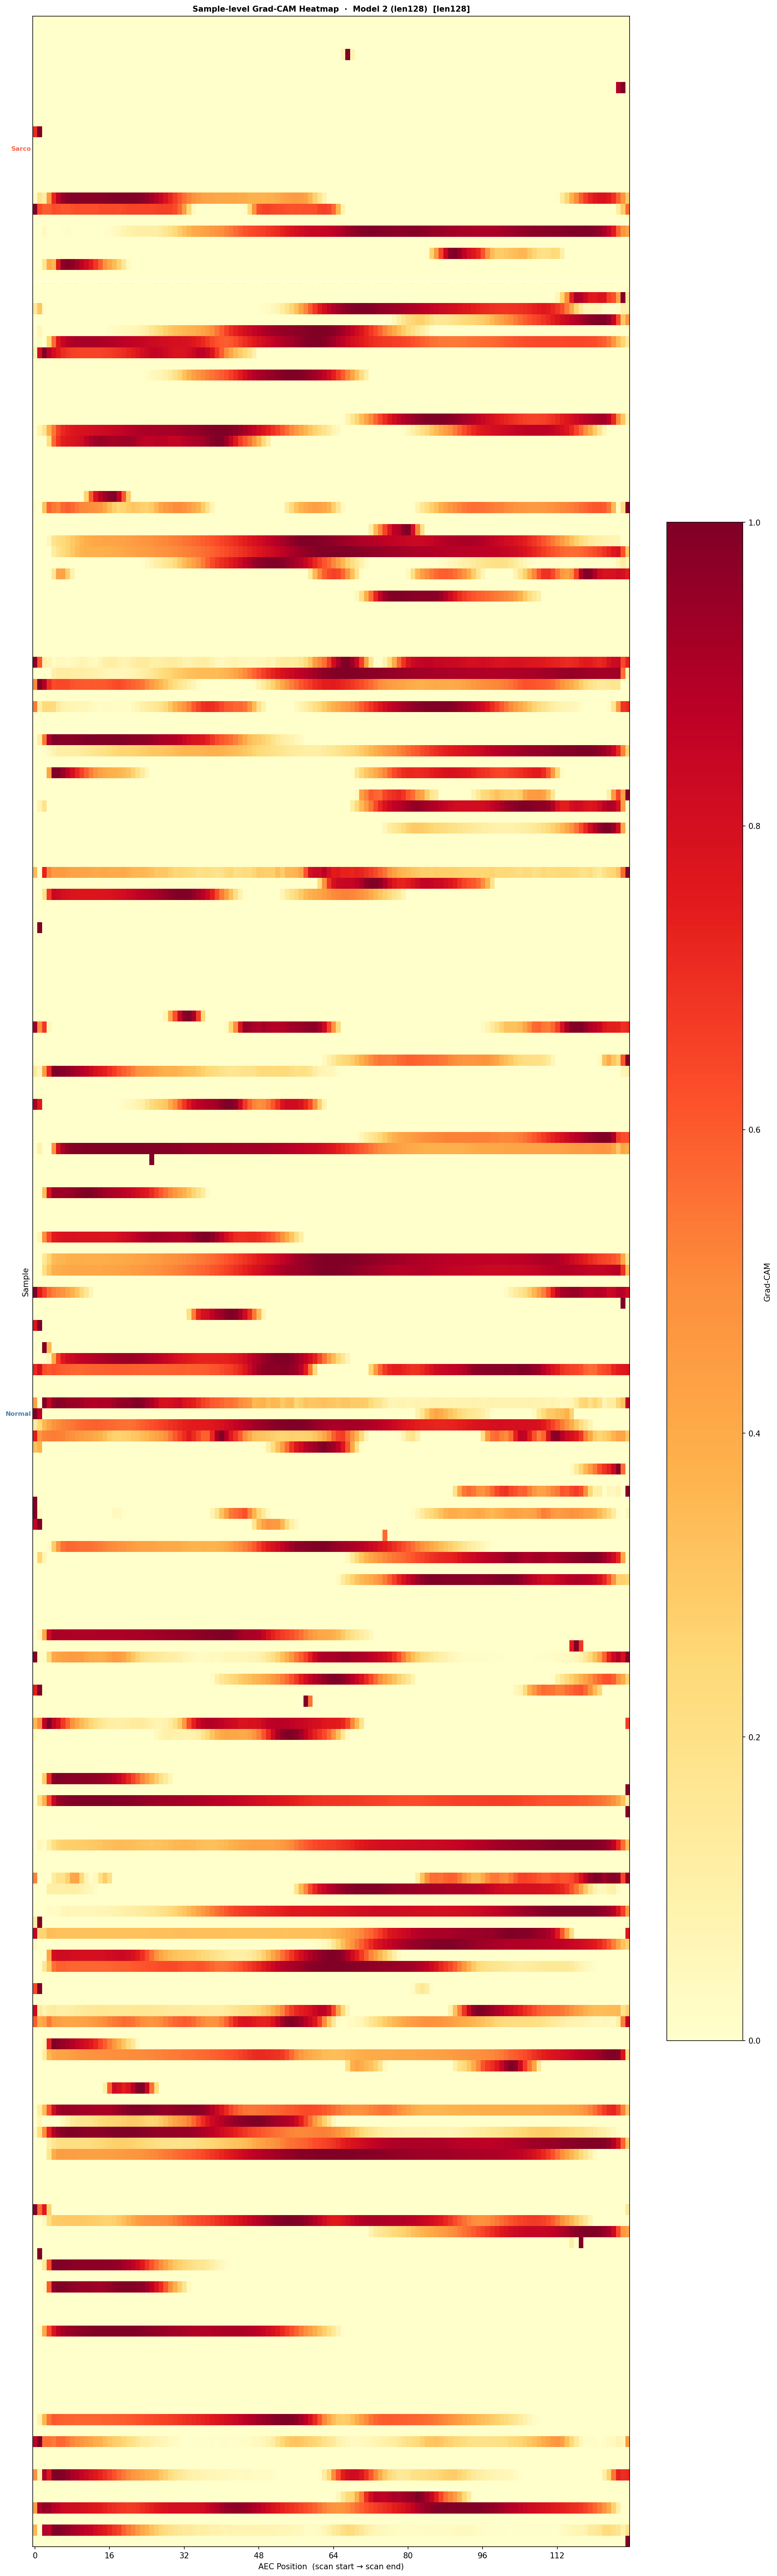 Sample-level Grad-CAM Heatmap · Model 2 (len128) [len128]
Sarco
Normal
Sample
0 16 32 48 64 80 96 112
AEC Position (scan start → scan end)
1.0
0.8
0.6
0.4
0.2
0.0
Grad-CAM